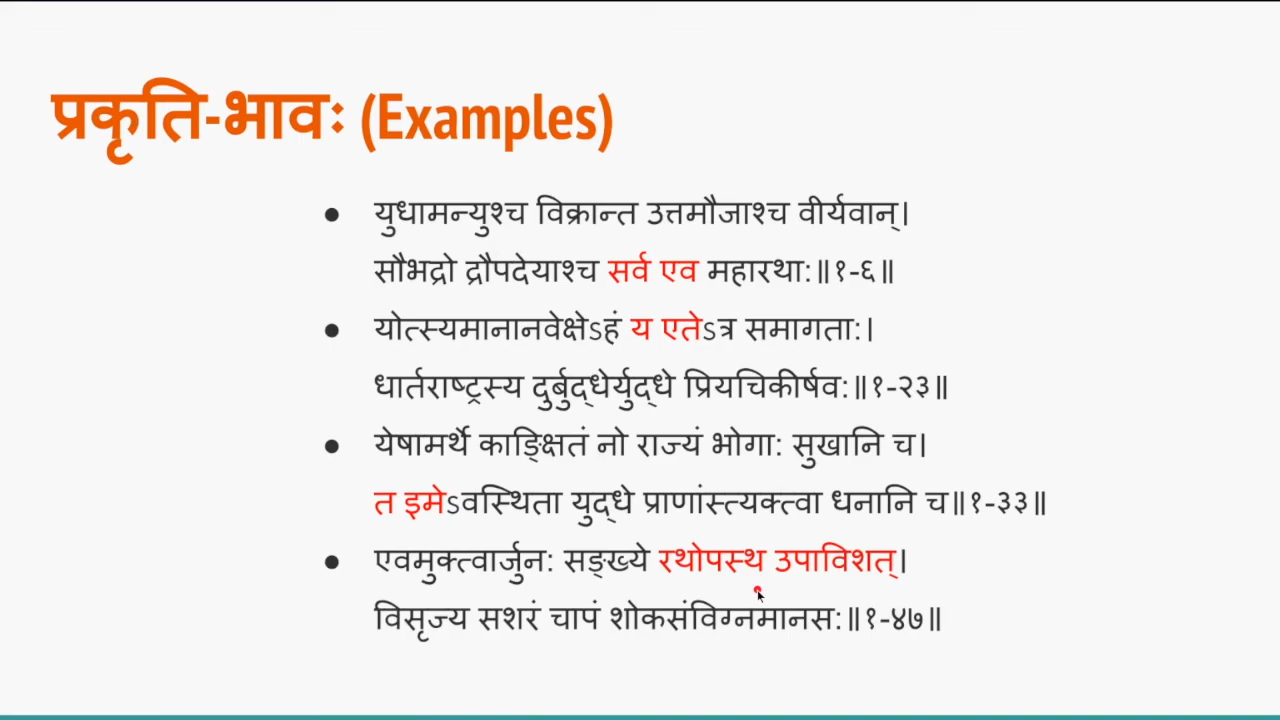 प्रकृति-भावः (Examples)
● युधामन्युश्च विक्रान्त उत्तमौजाश्च वीर्यवान्।
सौभद्रो द्रौपदेयाश्च सर्व एव महारथा:॥१-६॥
● योत्स्यमानानवेक्षेऽहं य एतेऽत्र समागता:।
धार्तराष्ट्रस्य दुर्बुद्धेर्युद्धे प्रियचिकीर्षव:॥१-२३॥
● येषामर्थे काङ्क्षितं नो राज्यं भोगा: सुखानि च।
त इमेऽवस्थिता युद्धे प्राणांस्त्यक्त्वा धनानि च॥१-३३॥
● एवमुक्त्वार्जुन: सङ्ख्ये रथोपस्थ उपाविशत्।
विसृज्य सशरं चापं शोकसंविग्नमानस:॥१-४७॥